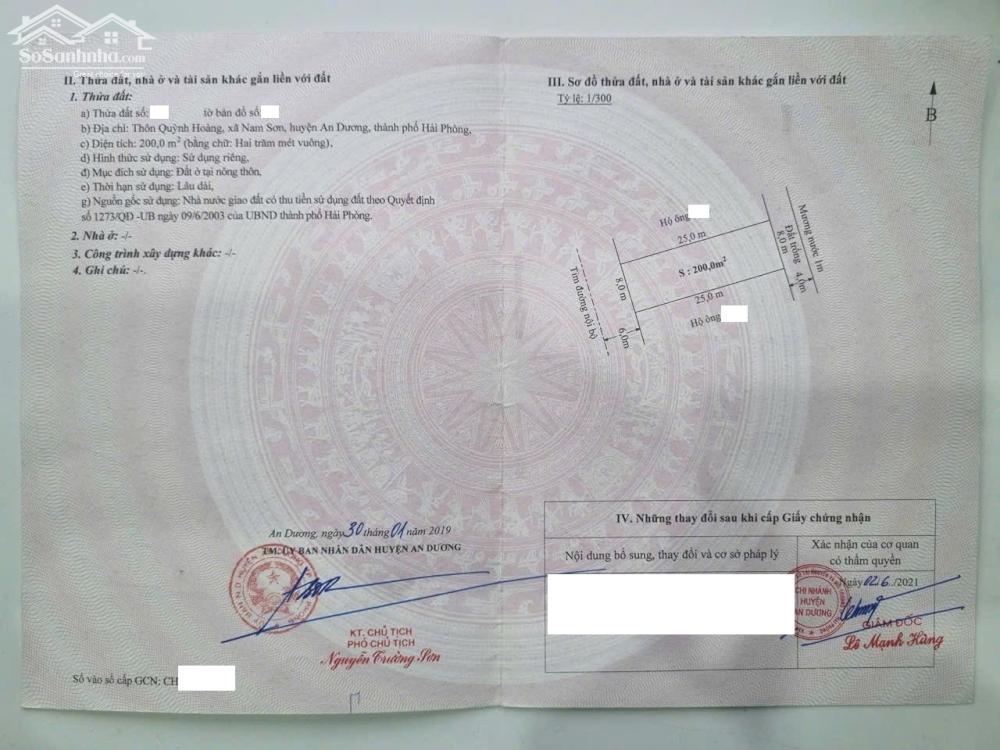 SoSanhnha.com
II. Thửa đất, nhà ở và tài sản khác gắn liền với đất
1. Thửa đất:
a) Thửa đất số: tờ bản đồ số:
b) Địa chỉ: Thôn Quỳnh Hoàng, xã Nam Sơn, huyện An Dương, thành phố Hải Phòng,
c) Diện tích: 200,0 m² (bằng chữ: Hai trăm mét vuông),
d) Hình thức sử dụng: Sử dụng riêng,
đ) Mục đích sử dụng: Đất ở tại nông thôn,
e) Thời hạn sử dụng: Lâu dài,
g) Nguồn gốc sử dụng: Nhà nước giao đất có thu tiền sử dụng đất theo Quyết định
số 1273/QĐ -UB ngày 09/6/2003 của UBND thành phố Hải Phòng.
2. Nhà ở: -/-
3. Công trình xây dựng khác: -/-
4. Ghi chú: -/-.
An Dương, ngày 30 tháng 01 năm 2019
TM. ỦY BAN NHÂN DÂN HUYỆN AN DƯƠNG
KT. CHỦ TỊCH
PHÓ CHỦ TỊCH
Nguyễn Trường Sơn
Số vào sổ cấp GCN: CH
III. Sơ đồ thửa đất, nhà ở và tài sản khác gắn liền với đất
Tỷ lệ: 1/300
B
Hộ ông
25,0 m
S : 200,0m²
8,0 m
25,0 m
Hộ ông
6,0m
Tim đường nội bộ
8,0 m
Đất trống 4,0m
Mương nước 1m
IV. Những thay đổi sau khi cấp Giấy chứng nhận
Nội dung bổ sung, thay đổi và cơ sở pháp lý
Xác nhận của cơ quan
có thẩm quyền
Ngày 02/6/2021
CHI NHÁNH
HUYỆN
AN DƯƠNG
GIÁM ĐỐC
Lê Mạnh Hùng